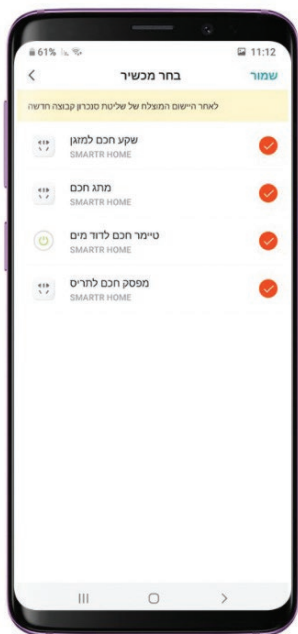 61% 11:12
בחר מכשיר
שמור
לאחר היישום המוצלח של שליטת סנכרון קבוצה חדשה
שקע חכם למזגן
SMARTR HOME
מתג חכם
SMARTR HOME
טיימר חכם לדוד מים
SMARTR HOME
מפסק חכם לתריס
SMARTR HOME